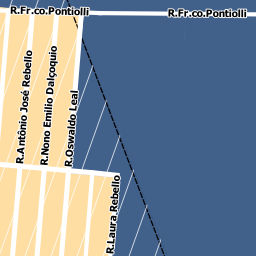 R.Fr.co.Pontiolli
R.Fr.co.Pontiolli
R.Antônio José Rebello
R.Nono Emilio Dalçoquio
R.Oswaldo Leal
R.Laura Rebello